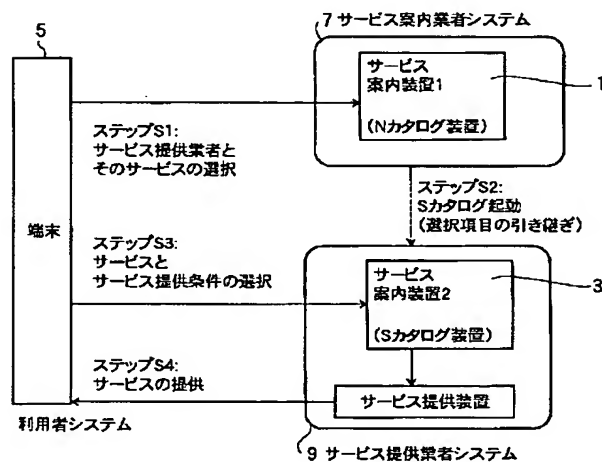 5
7 サービス案内業者システム
サービス
案内装置1
(Nカタログ装置)
1
ステップS1:
サービス提供業者と
そのサービスの選択
ステップS2:
Sカタログ起動
(選択項目の引き継ぎ)
端末
ステップS3:
サービスと
サービス提供条件の選択
サービス
案内装置2
(Sカタログ装置)
3
ステップS4:
サービスの提供
サービス提供装置
利用者システム
9 サービス提供業者システム